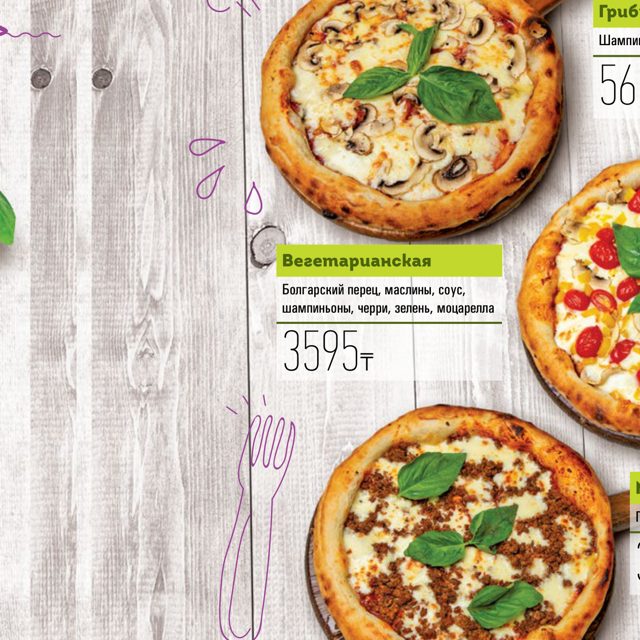 Вегетарианская
Болгарский перец, маслины, соус,
шампиньоны, черри, зелень, моцарелла
3595₸